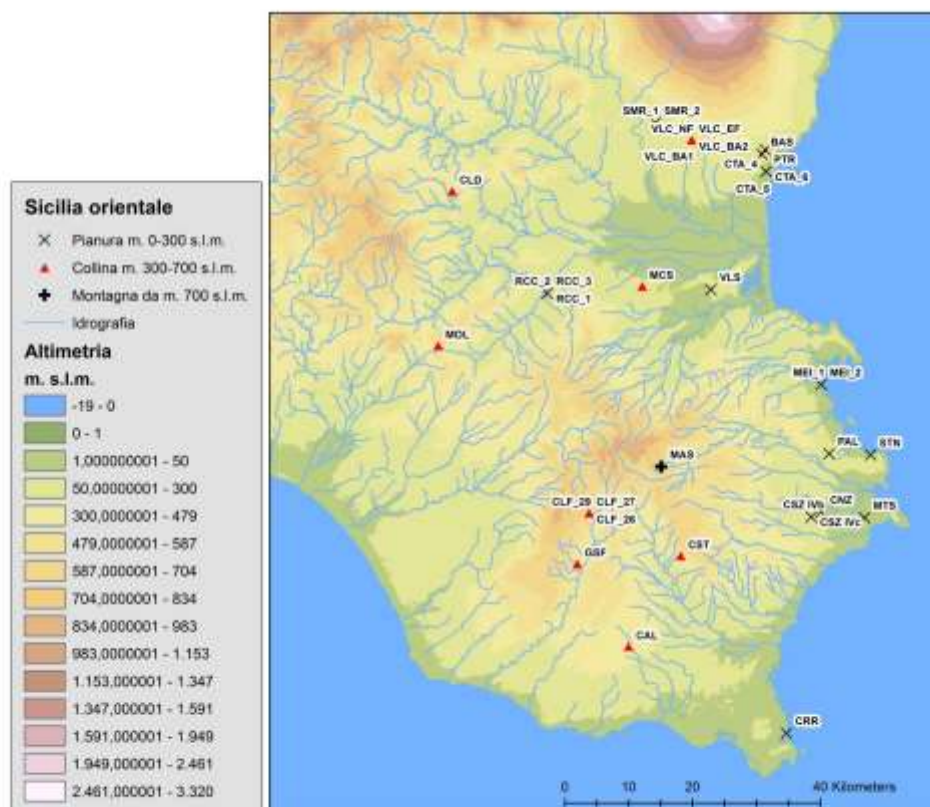 Sicilia orientale
Pianura m. 0-300 s.l.m.
Collina m. 300-700 s.l.m.
Montagna da m. 700 s.l.m.
Idrografia
Altimetria
m. s.l.m.
-19 - 0
0 - 1
1,000000001 - 50
50,00000001 - 300
300,0000001 - 479
479,0000001 - 587
587,0000001 - 704
704,0000001 - 834
834,0000001 - 983
983,0000001 - 1.153
1.153,000001 - 1.347
1.347,000001 - 1.591
1.591,000001 - 1.949
1.949,000001 - 2.461
2.461,000001 - 3.320
SMR_1 SMR_2
VLC_NF VLC_EF
VLC_BA2
VLC_BA1
BAS
PTR
CTA_4
CTA_6
CTA_5
CLD
RCC_2 RCC_3
RCC_1
MCS
VLS
MOL
MEI_1 MEI_2
PAL
STN
MAS
CLF_29 CLF_27
CLF_26
CNZ
CSZ IVb
CSZ IVc
MTS
GSF
CST
CAL
CRR
0 10 20 40 Kilometers